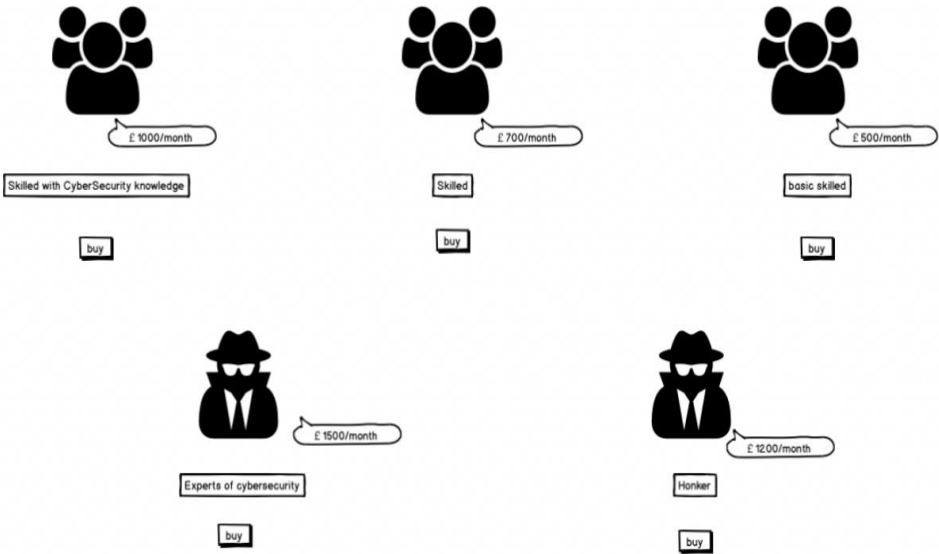 £ 1000/month
£ 700/month
£ 500/month
Skilled with CyberSecurity knowledge
Skilled
basic skilled
buy
buy
buy
£ 1500/month
£ 1200/month
Experts of cybersecurity
Honker
buy
buy